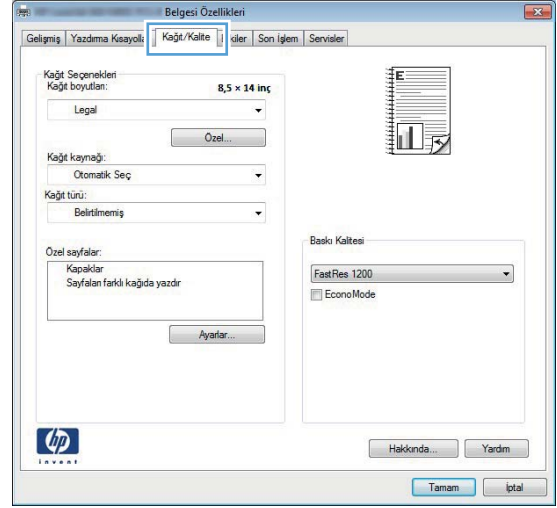 Belgesi Özellikleri
Gelişmiş Yazdırma Kısayolla Kağıt/Kalite kiler Son İşlem Servisler
Kağıt Seçenekleri
Kağıt boyutları: 8,5 × 14 inç
Legal
Özel...
Kağıt kaynağı:
Otomatik Seç
Kağıt türü:
Belirtilmemiş
Özel sayfalar:
Kapaklar
Sayfaları farklı kağıda yazdır
Ayarlar...
E
Baskı Kalitesi
FastRes 1200
EconoMode
hp
invent
Hakkında... Yardım
Tamam İptal